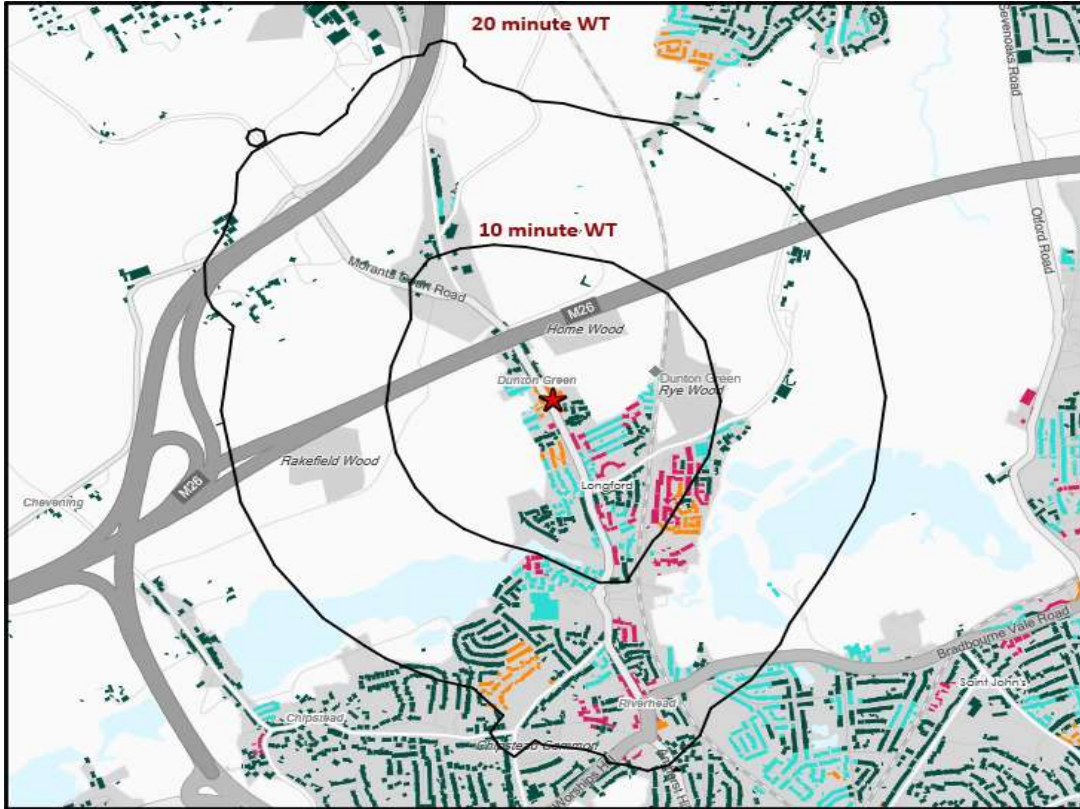 20 minute WT
Sevenoaks Road
10 minute WT
Otford Road
Morants Court Road
M26
Home Wood
Dunton Green
Dunton Green
Rye Wood
Rakefield Wood
Longford
M26
Chevening
Bradbourne Vale Road
Saint John's
Riverhead
Chipstead
Chipstead Common